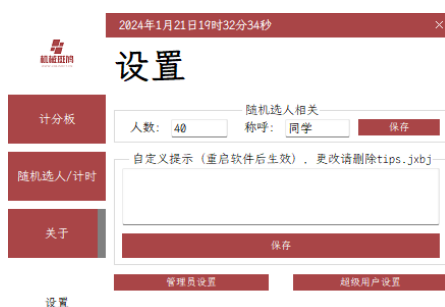 2024年1月21日19时32分34秒
×
机械班的
设置
计分板
随机选人/计时
关于
设置
随机选人相关
人数: 40 称呼: 同学 保存
自定义提示（重启软件后生效），更改请删除tips.jxbj
保存
管理员设置 超级用户设置